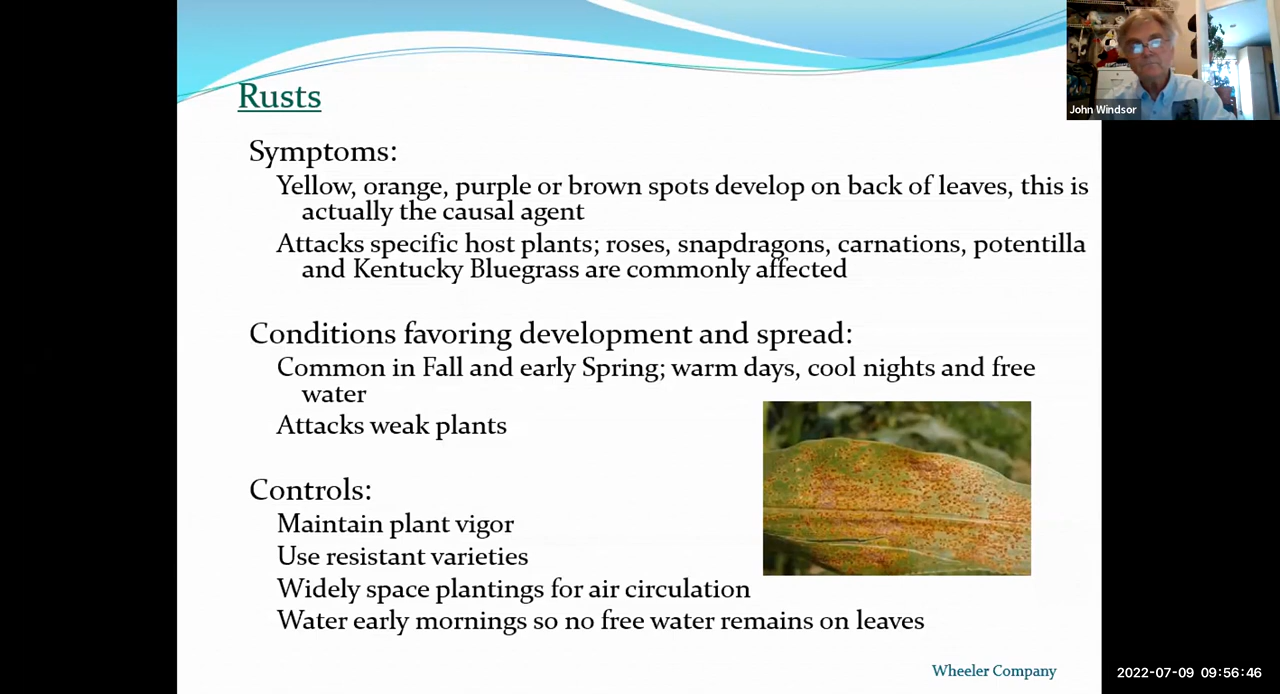 John Windsor
Rusts
Symptoms:
Yellow, orange, purple or brown spots develop on back of leaves, this is
actually the causal agent
Attacks specific host plants; roses, snapdragons, carnations, potentilla
and Kentucky Bluegrass are commonly affected
Conditions favoring development and spread:
Common in Fall and early Spring; warm days, cool nights and free
water
Attacks weak plants
Controls:
Maintain plant vigor
Use resistant varieties
Widely space plantings for air circulation
Water early mornings so no free water remains on leaves
Wheeler Company
2022-07-09 09:56:46